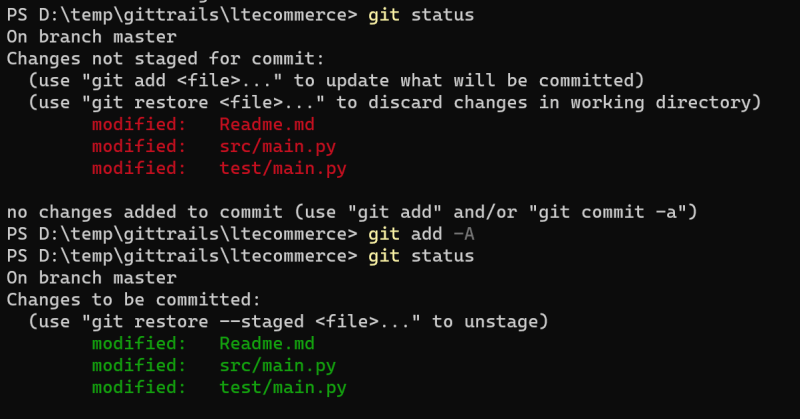 PS D:\temp\gittrails\ltecommerce> git status
On branch master
Changes not staged for commit:
  (use "git add <file>..." to update what will be committed)
  (use "git restore <file>..." to discard changes in working directory)
        modified:   Readme.md
        modified:   src/main.py
        modified:   test/main.py

no changes added to commit (use "git add" and/or "git commit -a")
PS D:\temp\gittrails\ltecommerce> git add -A
PS D:\temp\gittrails\ltecommerce> git status
On branch master
Changes to be committed:
  (use "git restore --staged <file>..." to unstage)
        modified:   Readme.md
        modified:   src/main.py
        modified:   test/main.py